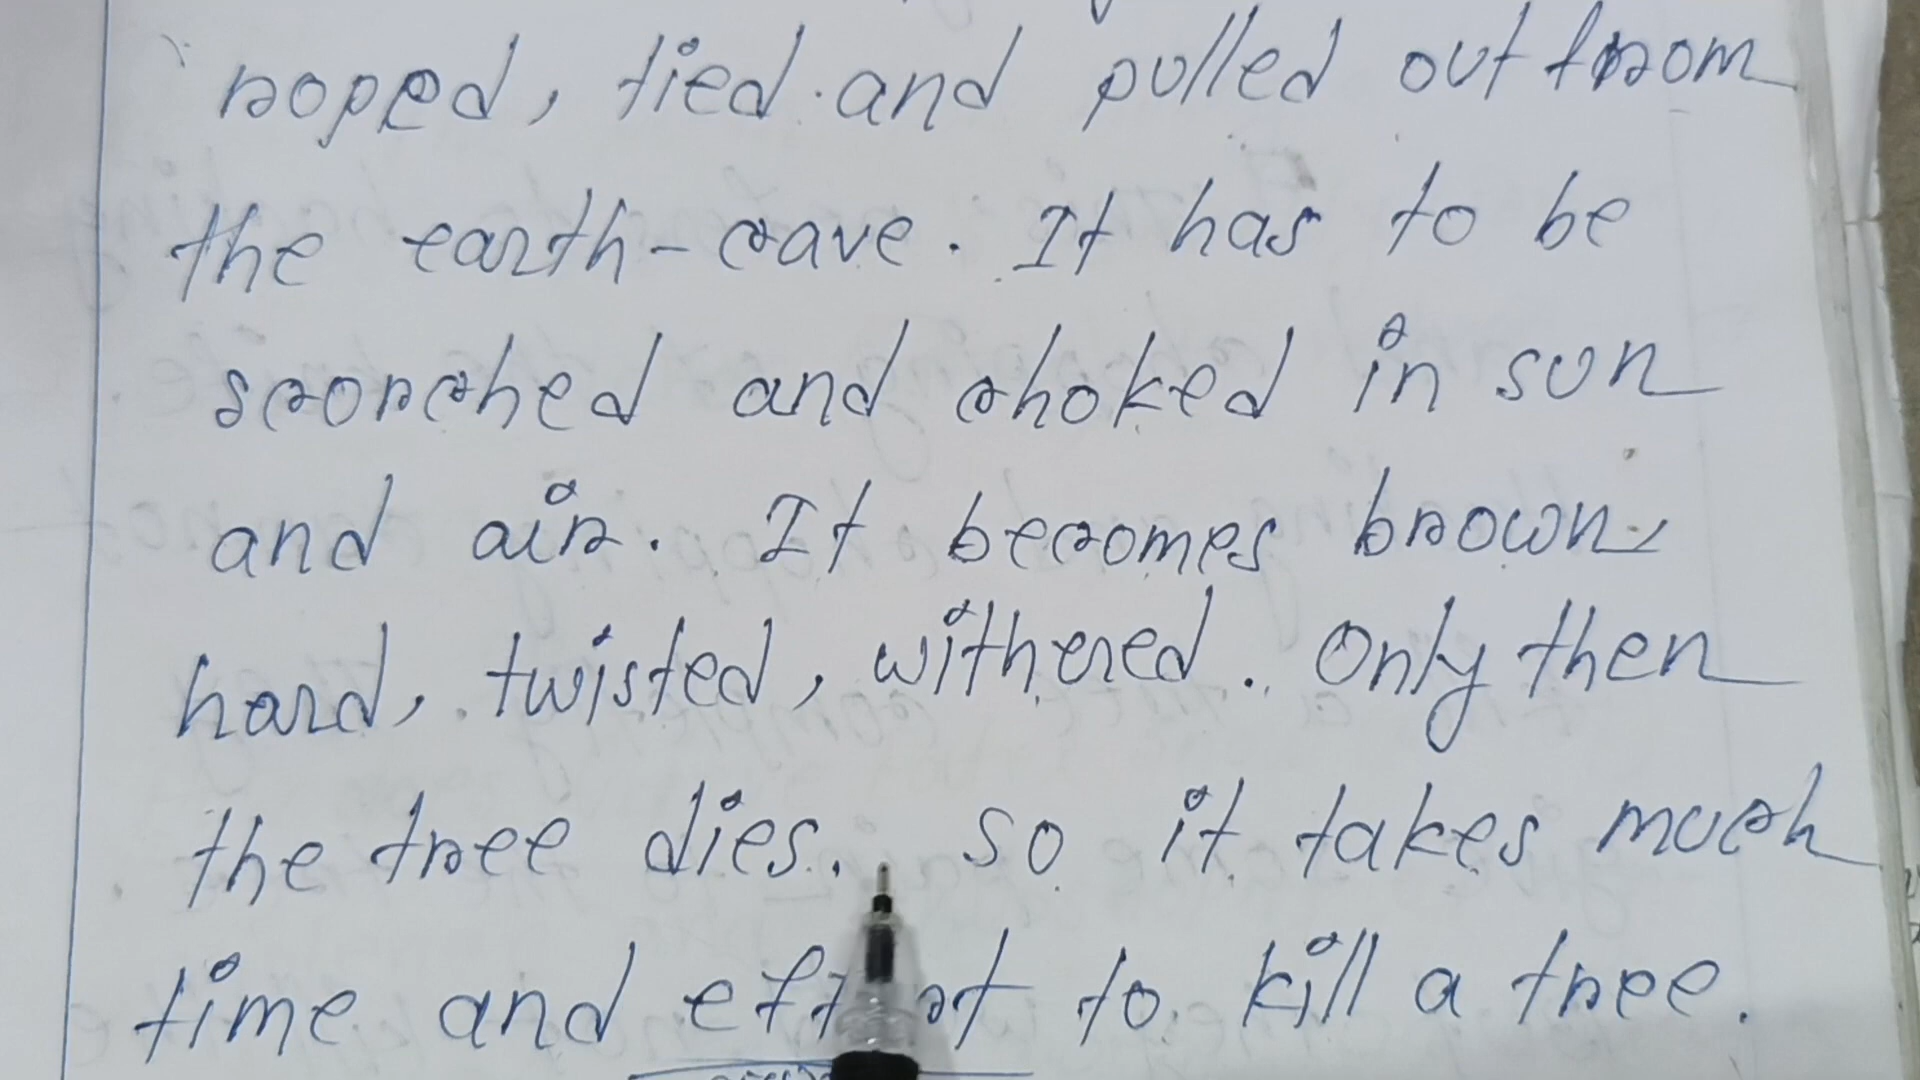 roped, tied and pulled out from
the earth-cave. It has to be
scorched and choked in sun
and air. It becomes brown,
hard, twisted, withered. Only then
the tree dies. So it takes much
time and effort to kill a tree.